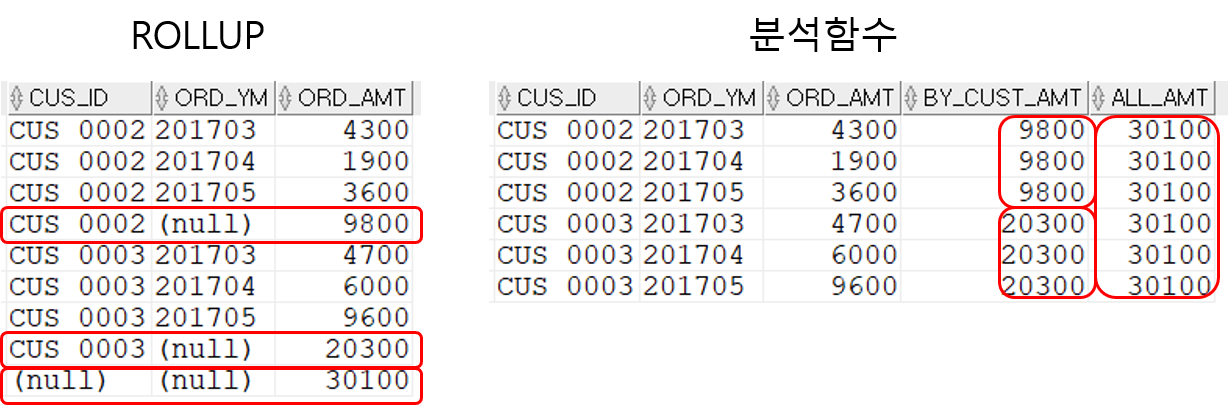 ROLLUP
CUS_ID ORD_YM ORD_AMT
CUS 0002 201703 4300
CUS 0002 201704 1900
CUS 0002 201705 3600
CUS 0002 (null) 9800
CUS 0003 201703 4700
CUS 0003 201704 6000
CUS 0003 201705 9600
CUS 0003 (null) 20300
(null) (null) 30100
분석함수
CUS_ID ORD_YM ORD_AMT BY_CUST_AMT ALL_AMT
CUS 0002 201703 4300 9800 30100
CUS 0002 201704 1900 9800 30100
CUS 0002 201705 3600 9800 30100
CUS 0003 201703 4700 20300 30100
CUS 0003 201704 6000 20300 30100
CUS 0003 201705 9600 20300 30100